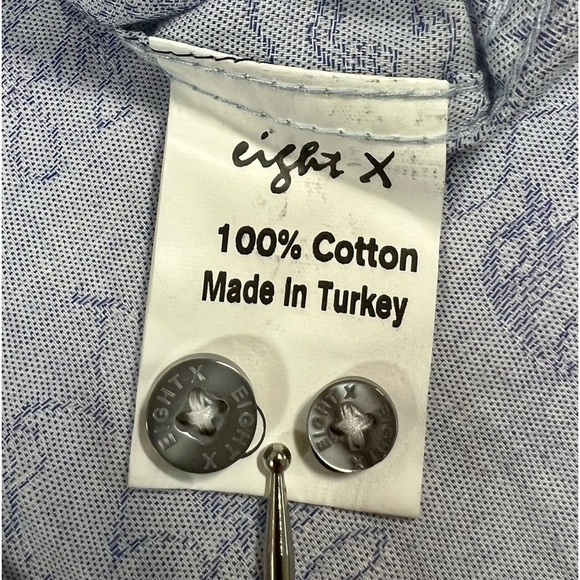 eight X
100% Cotton
Made In Turkey
EIGHT X EIGHT X
EIGHT X EIGHT X